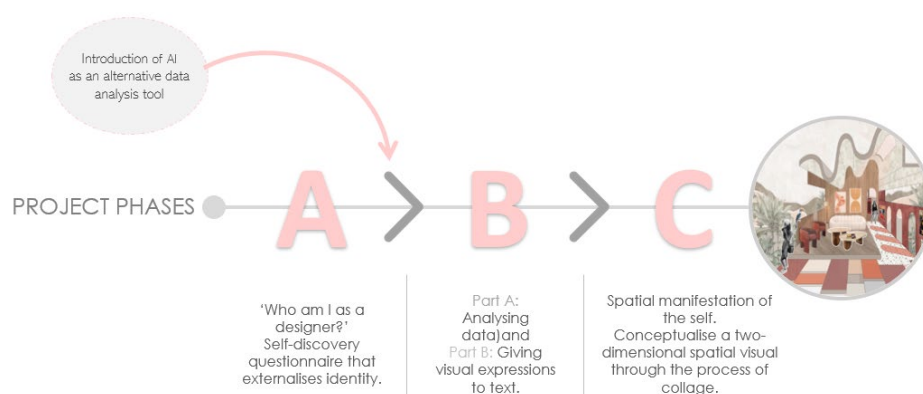 Introduction of AI
as an alternative data
analysis tool
PROJECT PHASES
A
B
C
‘Who am I as a
designer?’
Self-discovery
questionnaire that
externalises identity.
Part A:
Analysing
data)and
Part B: Giving
visual expressions
to text.
Spatial manifestation of
the self.
Conceptualise a two-
dimensional spatial visual
through the process of
collage.